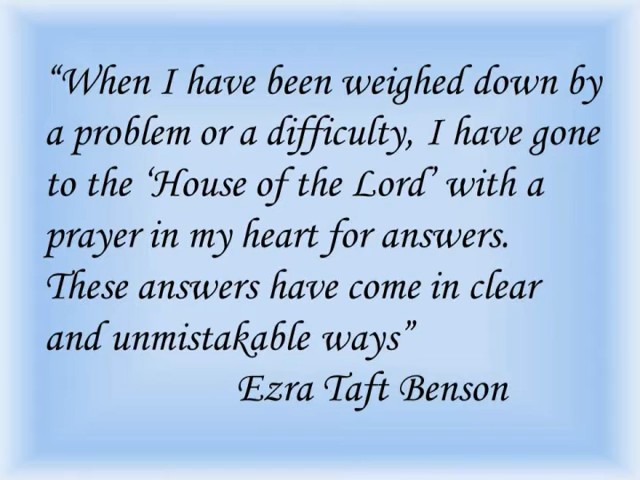 “When I have been weighed down by
a problem or a difficulty, I have gone
to the ‘House of the Lord’ with a
prayer in my heart for answers.
These answers have come in clear
and unmistakable ways”
Ezra Taft Benson